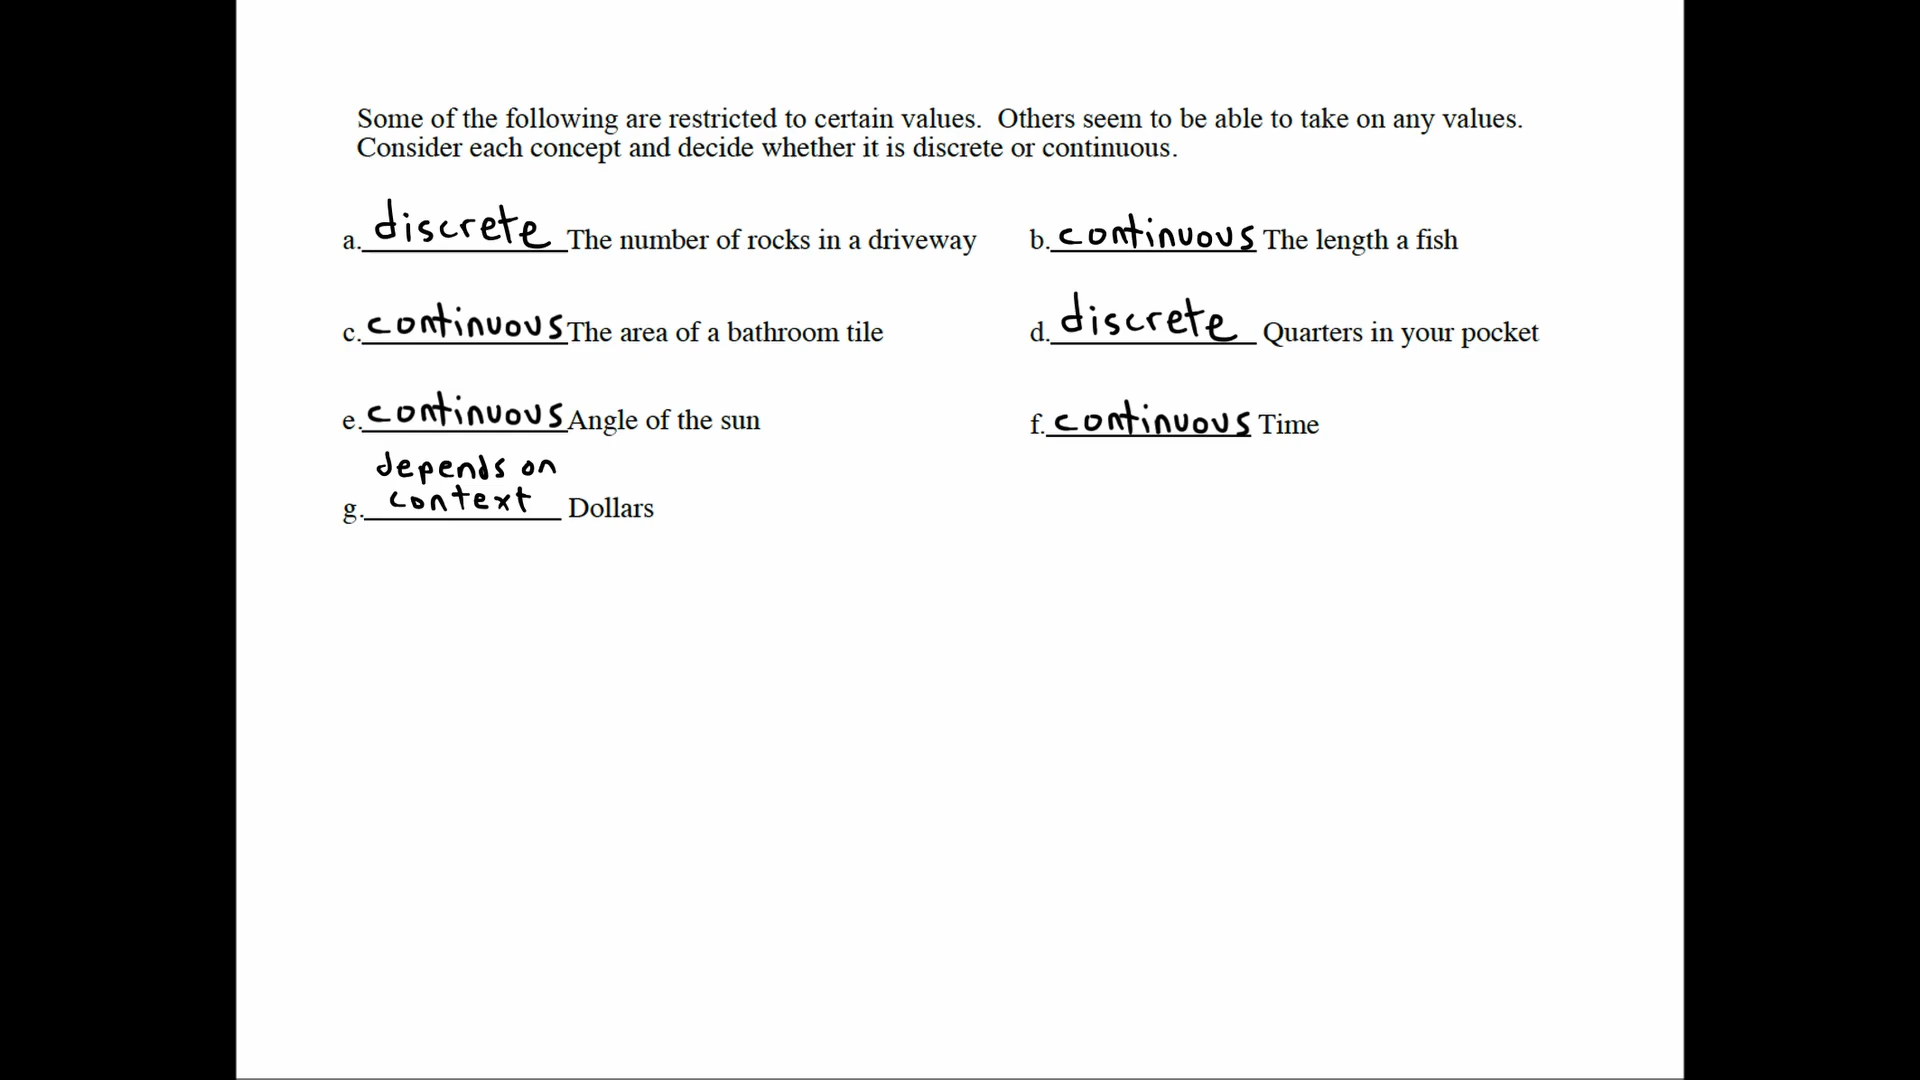 Some of the following are restricted to certain values. Others seem to be able to take on any values.
Consider each concept and decide whether it is discrete or continuous.
a. discrete The number of rocks in a driveway
b. continuous The length a fish
c. continuous The area of a bathroom tile
d. discrete Quarters in your pocket
e. continuous Angle of the sun
f. continuous Time
depends on
g. context Dollars